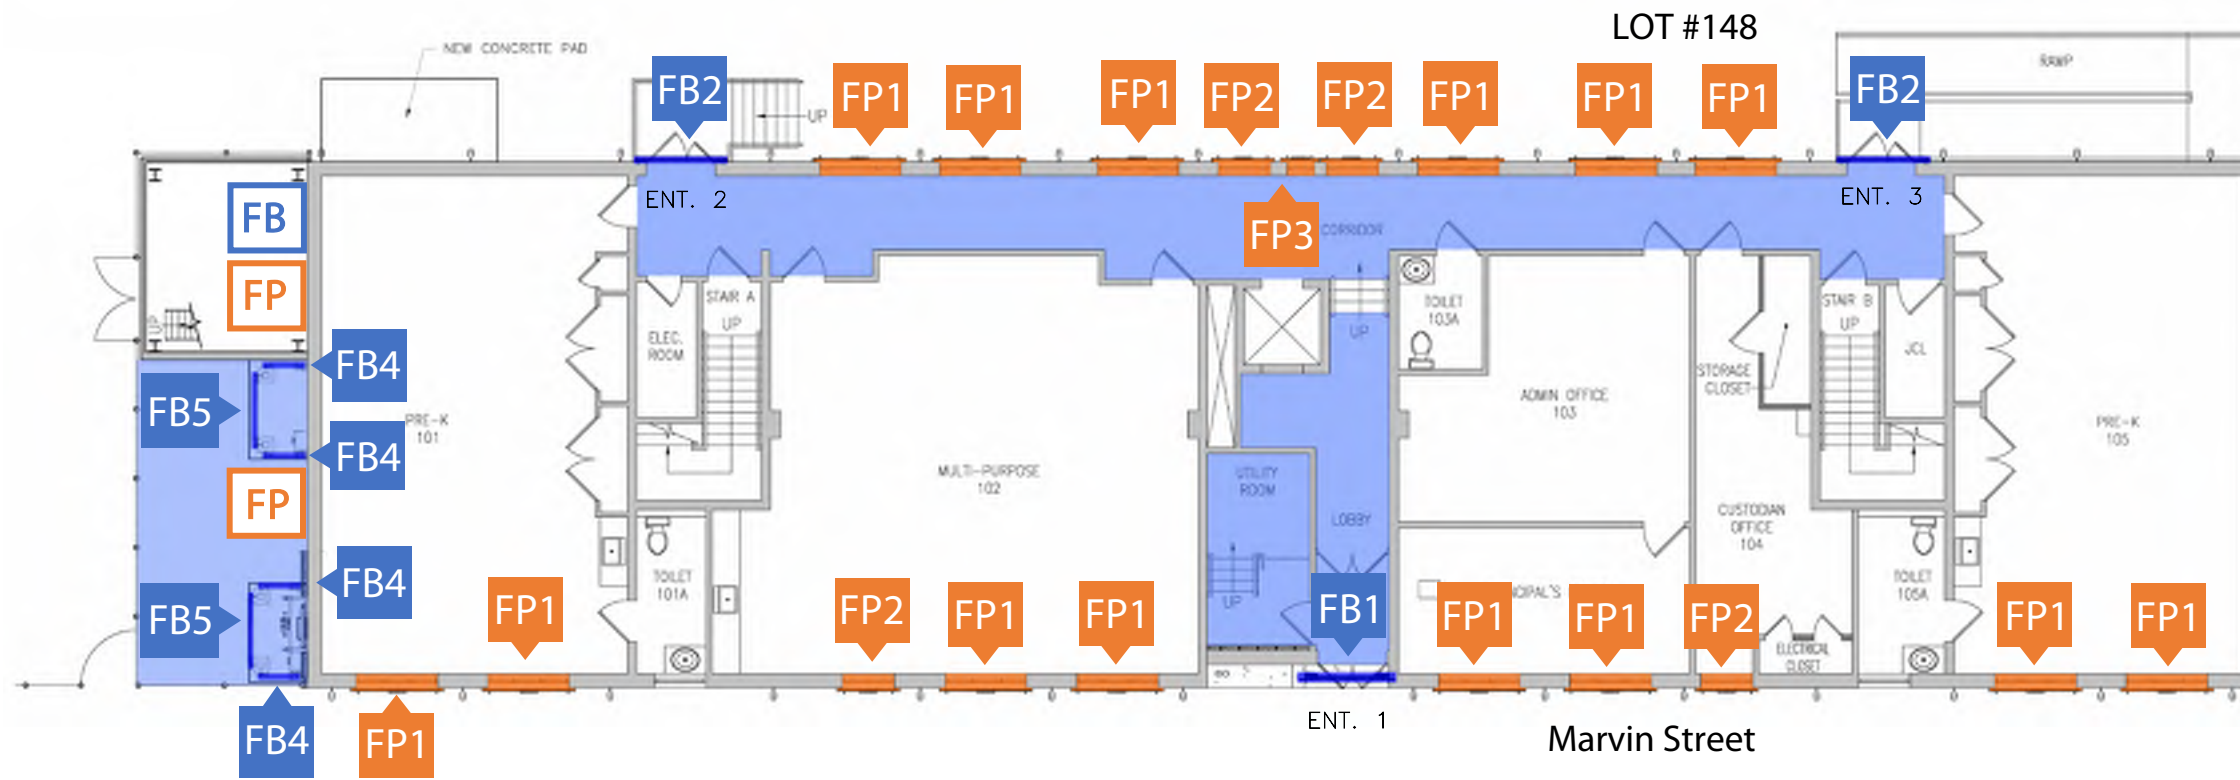 LOT #148
NEW CONCRETE PAD
RAMP
FB2
FP1
FP1
FP1
FP2
FP2
FP1
FP1
FP1
FB2
UP
ENT. 2
ENT. 3
FB
FP3
CORRIDOR
FP
UP
STAIR A
UP
TOILET
103A
UP
STAIR B
UP
ELEC.
ROOM
JCL
FB4
STORAGE
CLOSET
FB5
PRE-K
101
ADMIN OFFICE
103
PRE-K
105
FB4
MULTI-PURPOSE
102
UTILITY
ROOM
FP
LOBBY
CUSTODIAN
OFFICE
104
FB4
TOILET
101A
TOILET
105A
FB5
FP1
FP2
FP1
FP1
UP
FB1
FP1
FP1
FP2
FP1
FP1
ELECTRICAL
CLOSET
ENT. 1
FB4
FP1
Marvin Street